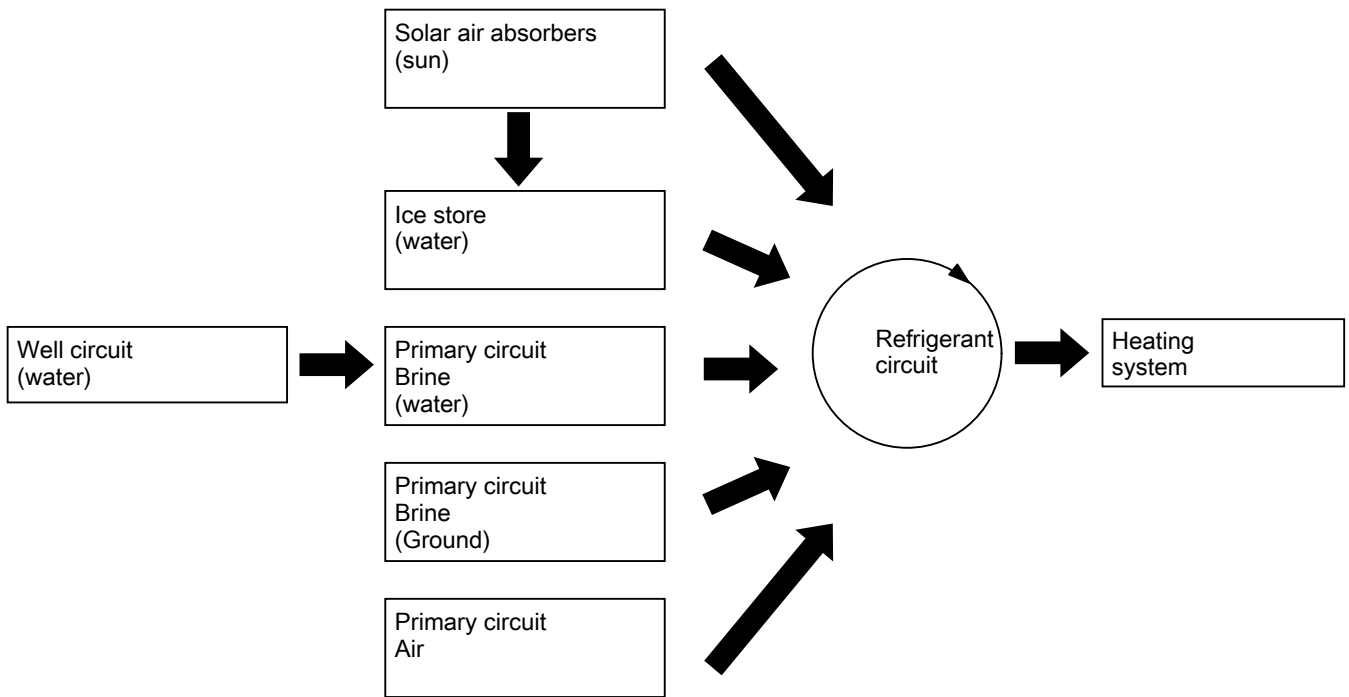 Solar air absorbers
(sun)
Ice store
(water)
Well circuit
(water)
Primary circuit
Brine
(water)
Refrigerant
circuit
Heating
system
Primary circuit
Brine
(Ground)
Primary circuit
Air